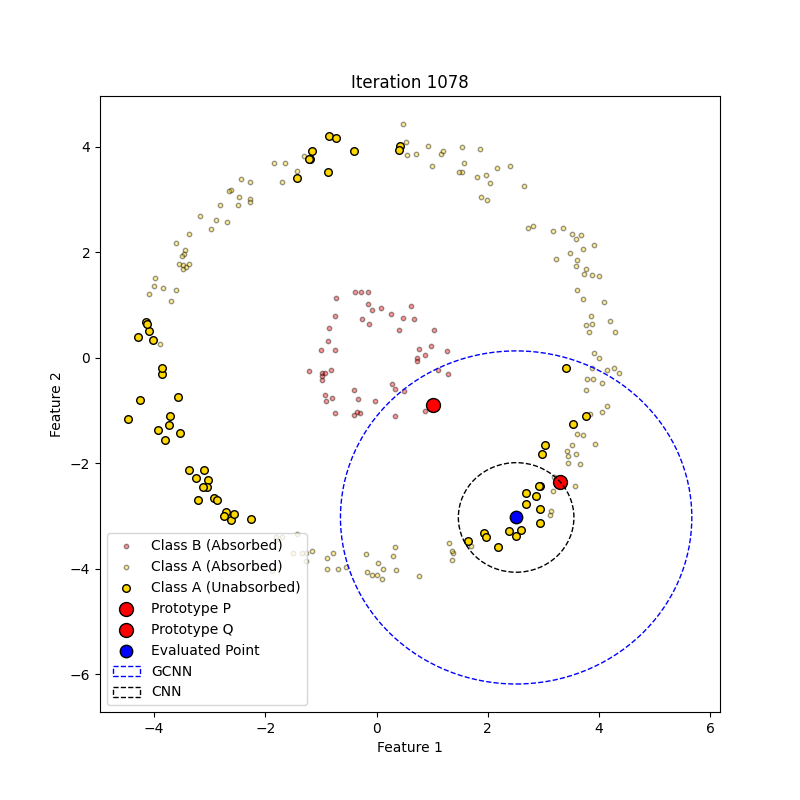 Iteration 1078
Feature 2
4
2
0
−2
−4
−6
Class B (Absorbed)
Class A (Absorbed)
Class A (Unabsorbed)
Prototype P
Prototype Q
Evaluated Point
GCNN
CNN
−4
−2
0
2
4
6
Feature 1